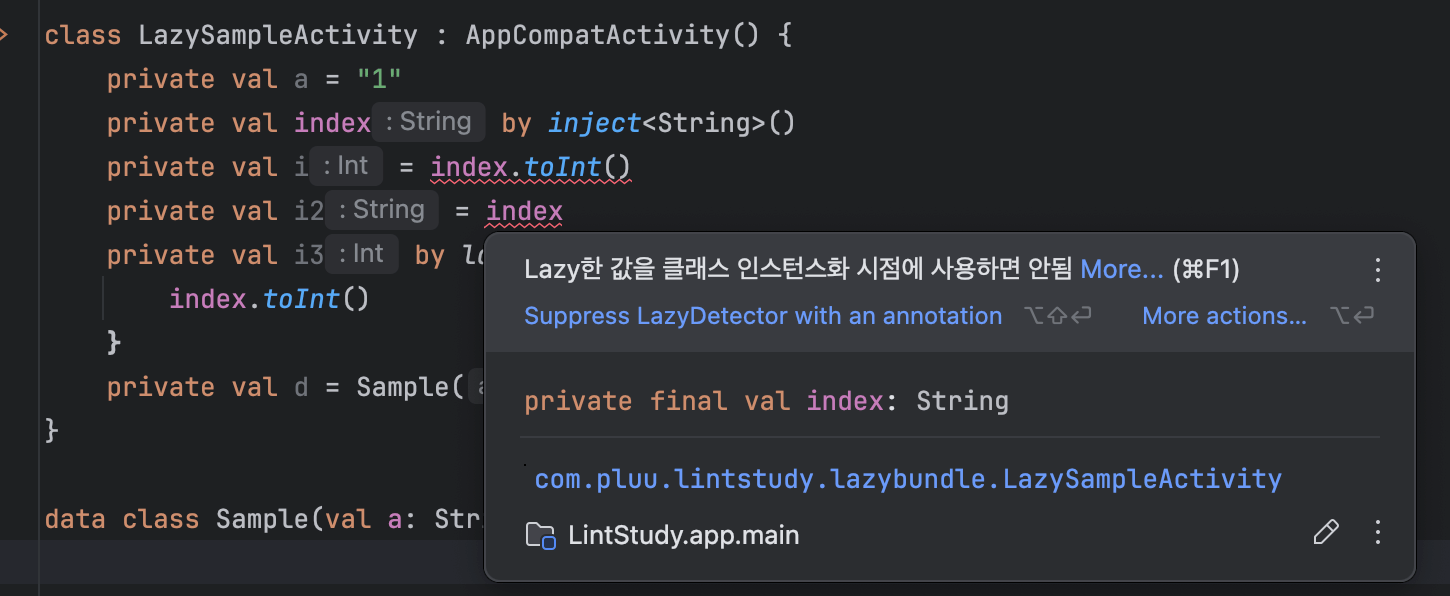 class LazySampleActivity : AppCompatActivity() {
private val a = "1"
private val index : String by inject<String>()
private val i : Int = index.toInt()
private val i2 : String = index
private val i3 : Int by
index.toInt()
}
private val d = Sample(
}
data class Sample(val a: Str
Lazy한 값을 클래스 인스턴스화 시점에 사용하면 안됨 More... (⌘F1)
Suppress LazyDetector with an annotation ⌥⇧⏎ More actions... ⌥⏎
private final val index: String
com.pluu.lintstudy.lazybundle.LazySampleActivity
LintStudy.app.main